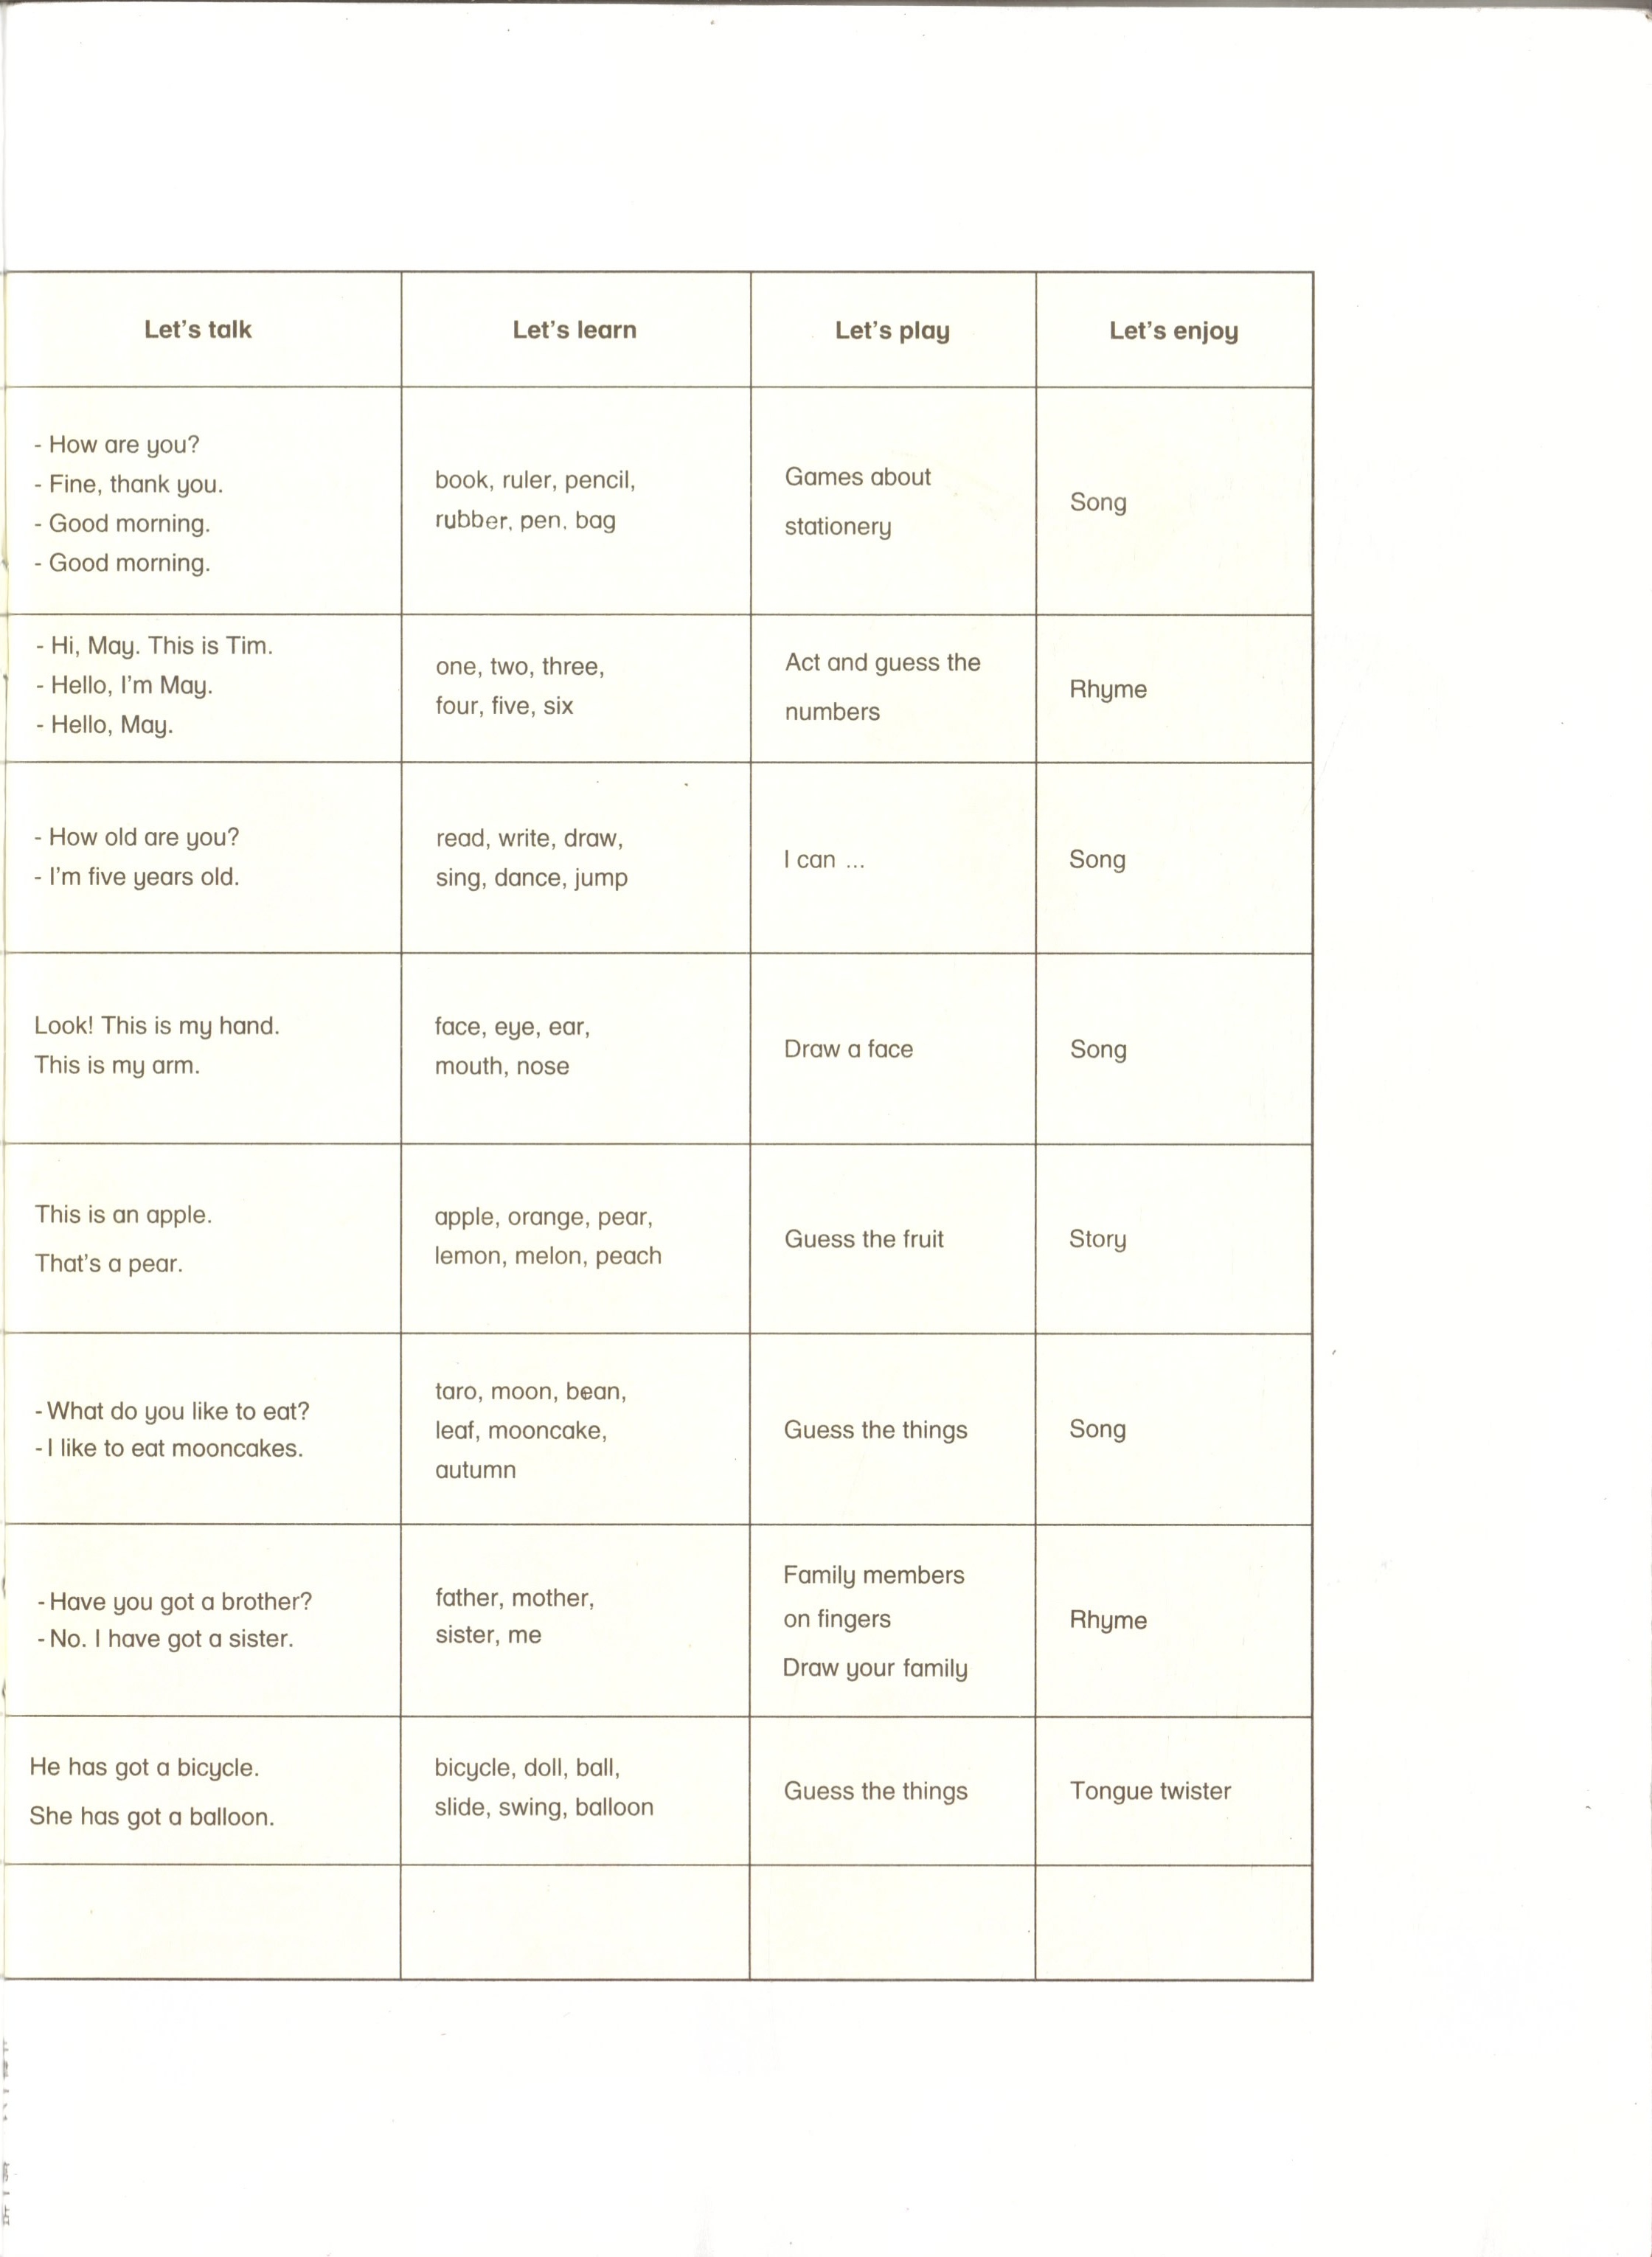 Let's talk
Let's learn
Let's play
Let's enjoy
- How are you?
- Fine, thank you.
- Good morning.
- Good morning.
book, ruler, pencil,
rubber, pen, bag
Games about
stationery
Song
- Hi, May. This is Tim.
- Hello, I'm May.
- Hello, May.
one, two, three,
four, five, six
Act and guess the
numbers
Rhyme
- How old are you?
- I'm five years old.
read, write, draw,
sing, dance, jump
I can ...
Song
Look! This is my hand.
This is my arm.
face, eye, ear,
mouth, nose
Draw a face
Song
This is an apple.
That's a pear.
apple, orange, pear,
lemon, melon, peach
Guess the fruit
Story
- What do you like to eat?
- I like to eat mooncakes.
taro, moon, bean,
leaf, mooncake,
autumn
Guess the things
Song
- Have you got a brother?
- No. I have got a sister.
father, mother,
sister, me
Family members
on fingers
Draw your family
Rhyme
He has got a bicycle.
She has got a balloon.
bicycle, doll, ball,
slide, swing, balloon
Guess the things
Tongue twister